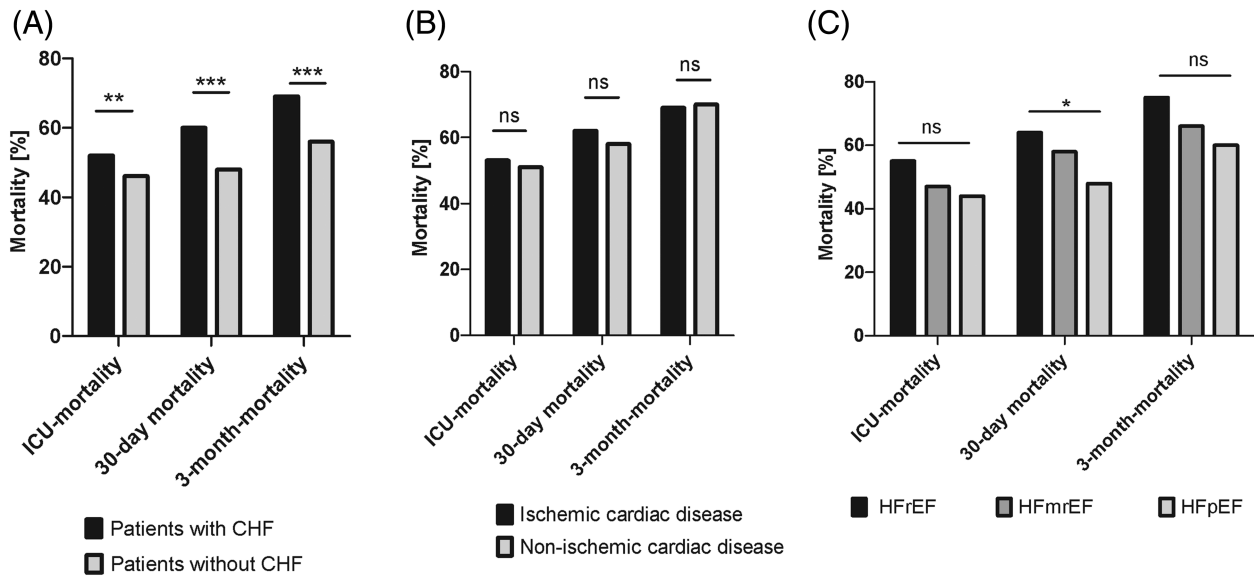 (A)
Mortality [%]
80
60
40
20
0
**
***
***
ICU-mortality
30-day mortality
3-month-mortality
Patients with CHF
Patients without CHF
(B)
Mortality [%]
80
60
40
20
0
ns
ns
ns
ICU-mortality
30-day mortality
3-month-mortality
Ischemic cardiac disease
Non-ischemic cardiac disease
(C)
Mortality [%]
80
60
40
20
0
ns
*
ns
ICU-mortality
30-day mortality
3-month-mortality
HFrEF
HFmrEF
HFpEF